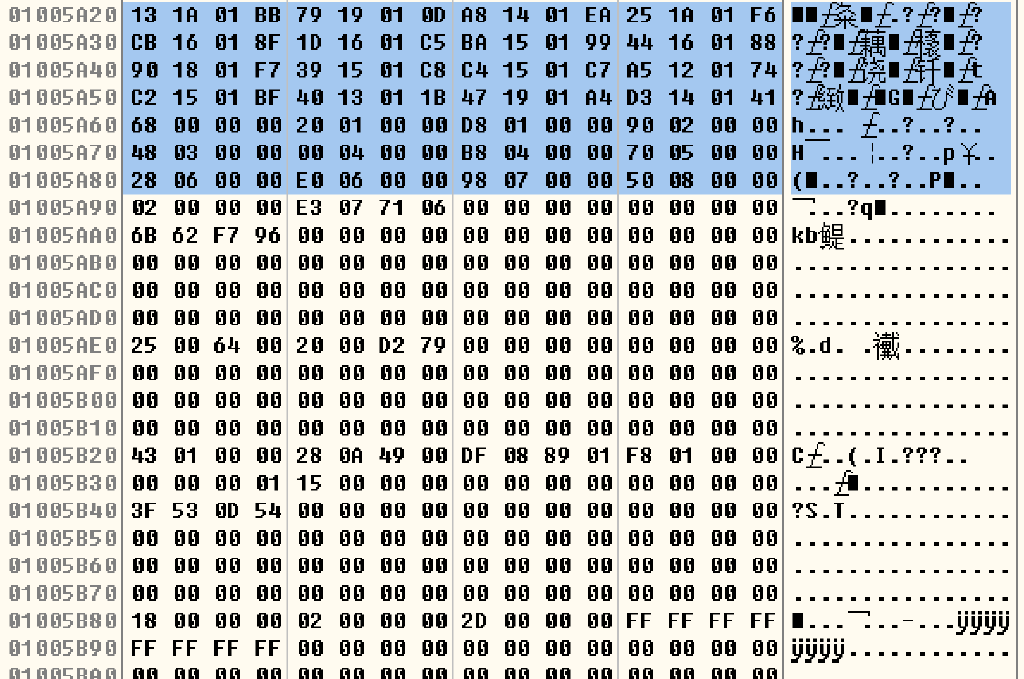 01005A20 13 1A 01 BB 79 19 01 0D A8 14 01 EA 25 1A 01 F6
01005A30 CB 16 01 8F 1D 16 01 C5 BA 15 01 99 44 16 01 88
01005A40 90 18 01 F7 39 15 01 C8 C4 15 01 C7 A5 12 01 74
01005A50 C2 15 01 BF 40 13 01 1B 47 19 01 A4 D3 14 01 41
01005A60 68 00 00 00 20 01 00 00 D8 01 00 00 90 02 00 00 h... ..?..?..
01005A70 48 03 00 00 00 04 00 00 B8 04 00 00 70 05 00 00
01005A80 28 06 00 00 E0 06 00 00 98 07 00 00 50 08 00 00 (■..?..?..P■..
01005A90 02 00 00 00 E3 07 71 06 00 00 00 00 00 00 00 00 ...?q■........
01005AA0 6B 62 F7 96 00 00 00 00 00 00 00 00 00 00 00 00 kb鯷............
01005AB0 00 00 00 00 00 00 00 00 00 00 00 00 00 00 00 00 ................
01005AC0 00 00 00 00 00 00 00 00 00 00 00 00 00 00 00 00 ................
01005AD0 00 00 00 00 00 00 00 00 00 00 00 00 00 00 00 00 ................
01005AE0 25 00 64 00 20 00 D2 79 00 00 00 00 00 00 00 00 %.d. .........
01005AF0 00 00 00 00 00 00 00 00 00 00 00 00 00 00 00 00 ................
01005B00 00 00 00 00 00 00 00 00 00 00 00 00 00 00 00 00 ................
01005B10 00 00 00 00 00 00 00 00 00 00 00 00 00 00 00 00 ................
01005B20 43 01 00 00 28 0A 49 00 DF 08 89 01 F8 01 00 00 Cƒ..(.I.???..
01005B30 00 00 00 01 15 00 00 00 00 00 00 00 00 00 00 00 ...ƒ■...........
01005B40 3F 53 0D 54 00 00 00 00 00 00 00 00 00 00 00 00 ?S.T............
01005B50 00 00 00 00 00 00 00 00 00 00 00 00 00 00 00 00 ................
01005B60 00 00 00 00 00 00 00 00 00 00 00 00 00 00 00 00 ................
01005B70 00 00 00 00 00 00 00 00 00 00 00 00 00 00 00 00 ................
01005B80 18 00 00 00 02 00 00 00 2D 00 00 00 FF FF FF FF ■... ...-...ÿÿÿÿ
01005B90 FF FF FF FF 00 00 00 00 00 00 00 00 00 00 00 00 ÿÿÿÿ............
01005BA0 00 00 00 00 00 00 00 00 00 00 00 00 00 00 00 00